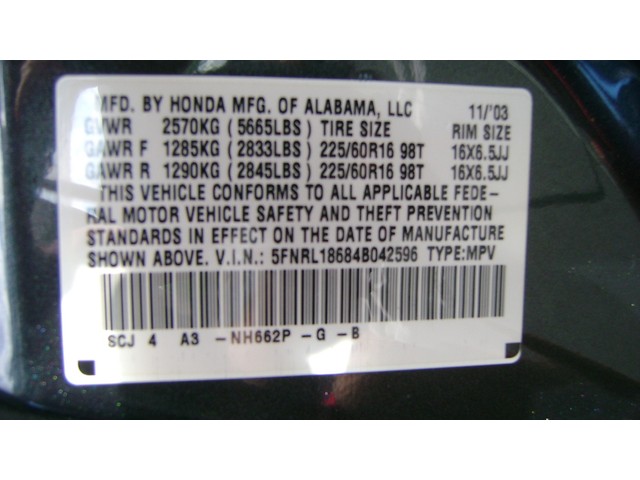 MFD. BY HONDA MFG. OF ALABAMA, LLC 11/'03
GVWR 2570KG (5665LBS) TIRE SIZE RIM SIZE
GAWR F 1285KG (2833LBS) 225/60R16 98T 16X6.5JJ
GAWR R 1290KG (2845LBS) 225/60R16 98T 16X6.5JJ
THIS VEHICLE CONFORMS TO ALL APPLICABLE FEDE-
RAL MOTOR VEHICLE SAFETY AND THEFT PREVENTION
STANDARDS IN EFFECT ON THE DATE OF MANUFACTURE
SHOWN ABOVE. V.I.N.: 5FNRL18684B042596 TYPE:MPV
SCJ 4 A3 -NH662P -G -B